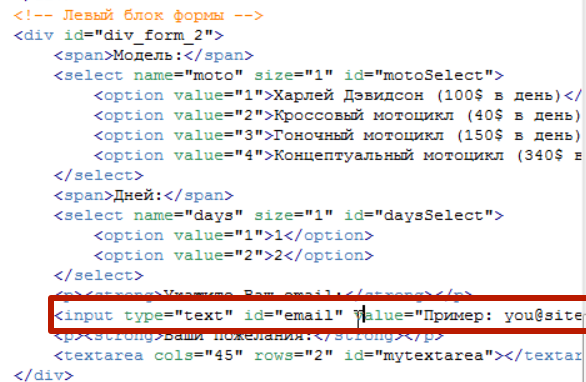 <!-- Левый блок формы -->
<div id="div_form_2">
<span>Модель:</span>
<select name="moto" size="1" id="motoSelect">
<option value="1">Харлей Дэвидсон (100$ в день)</
<option value="2">Кроссовый мотоцикл (40$ в день)
<option value="3">Гоночный мотоцикл (150$ в день)
<option value="4">Концептуальный мотоцикл (340$ в
</select>
<span>Дней:</span>
<select name="days" size="1" id="daysSelect">
<option value="1">1</option>
<option value="2">2</option>
</select>
<p><strong>Укажите Ваш email:</strong></p>
<input type="text" id="email" value="Пример: you@site
<p><strong>Ваши пожелания:</strong></p>
<textarea cols="45" rows="2" id="mytextarea"></textar
</div>